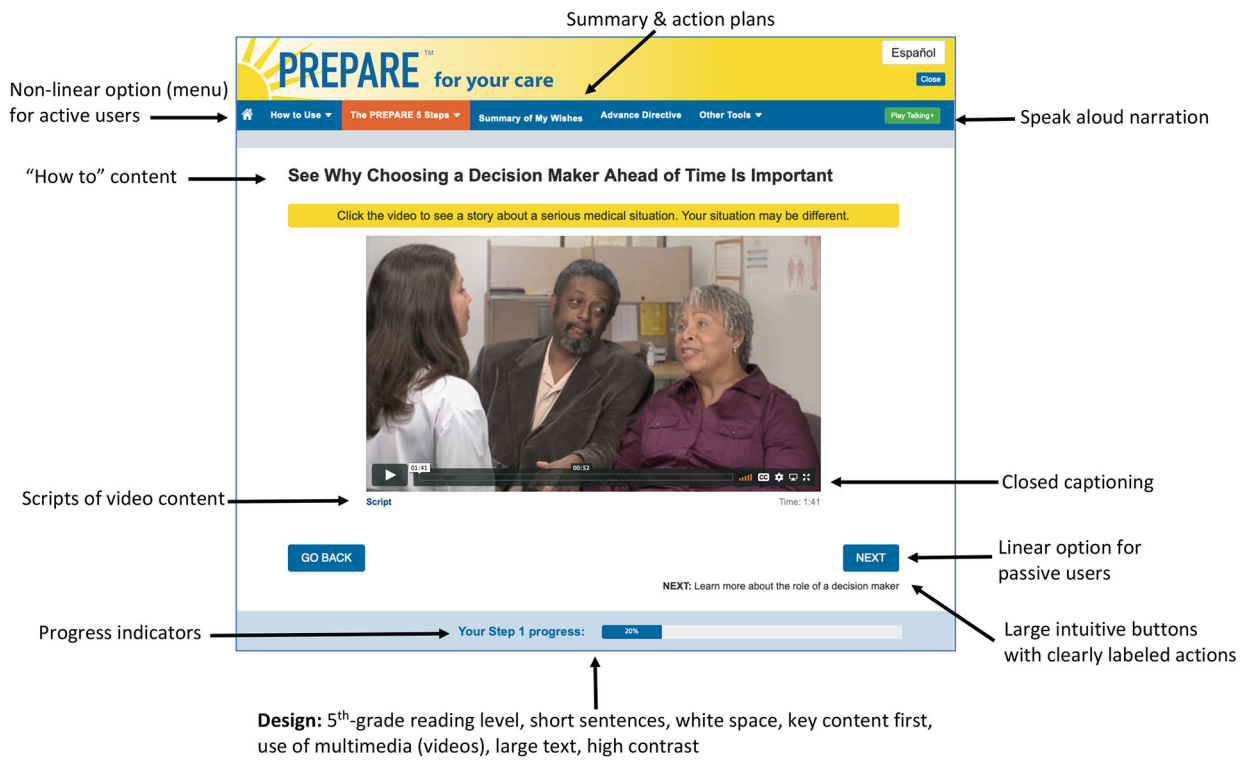 Summary & action plans
PREPARE™ for your care
Español
Close
Non-linear option (menu)
for active users
How to Use
The PREPARE 5 Steps
Summary of My Wishes
Advance Directive
Other Tools
Play Talking
Speak aloud narration
“How to” content
See Why Choosing a Decision Maker Ahead of Time Is Important
Click the video to see a story about a serious medical situation. Your situation may be different.
01:41
00:52
CC
Closed captioning
Scripts of video content
Script
Time: 1:41
GO BACK
NEXT
Linear option for
passive users
NEXT: Learn more about the role of a decision maker
Large intuitive buttons
with clearly labeled actions
Progress indicators
Your Step 1 progress:
20%
Design: 5th-grade reading level, short sentences, white space, key content first,
use of multimedia (videos), large text, high contrast